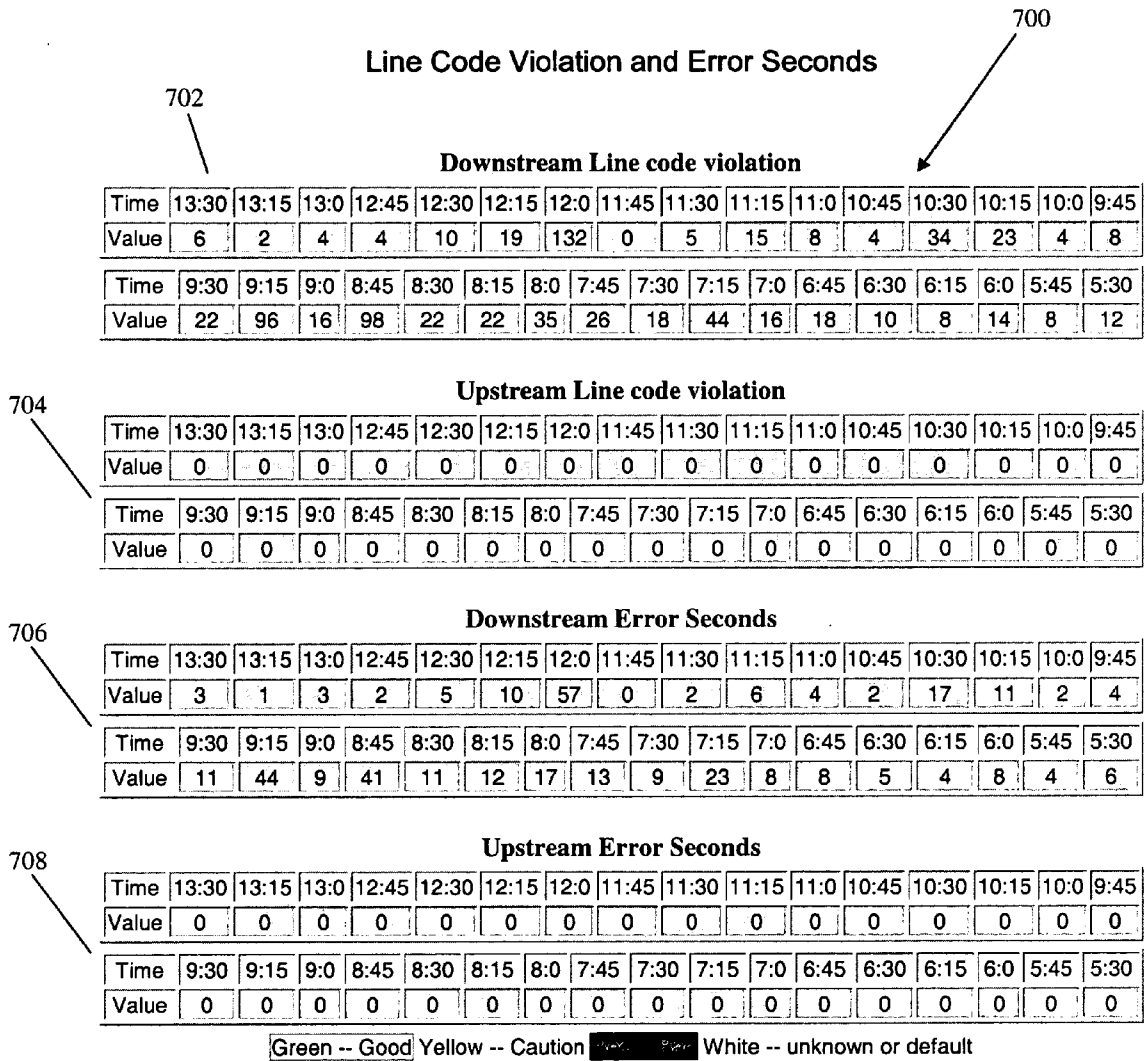 700
Line Code Violation and Error Seconds
702
Downstream Line code violation
Time 13:30 13:15 13:0 12:45 12:30 12:15 12:0 11:45 11:30 11:15 11:0 10:45 10:30 10:15 10:0 9:45
Value 6 2 4 4 10 19 132 0 5 15 8 4 34 23 4 8
Time 9:30 9:15 9:0 8:45 8:30 8:15 8:0 7:45 7:30 7:15 7:0 6:45 6:30 6:15 6:0 5:45 5:30
Value 22 96 16 98 22 22 35 26 18 44 16 18 10 8 14 8 12
704
Upstream Line code violation
Time 13:30 13:15 13:0 12:45 12:30 12:15 12:0 11:45 11:30 11:15 11:0 10:45 10:30 10:15 10:0 9:45
Value 0 0 0 0 0 0 0 0 0 0 0 0 0 0 0 0
Time 9:30 9:15 9:0 8:45 8:30 8:15 8:0 7:45 7:30 7:15 7:0 6:45 6:30 6:15 6:0 5:45 5:30
Value 0 0 0 0 0 0 0 0 0 0 0 0 0 0 0 0 0
706
Downstream Error Seconds
Time 13:30 13:15 13:0 12:45 12:30 12:15 12:0 11:45 11:30 11:15 11:0 10:45 10:30 10:15 10:0 9:45
Value 3 1 3 2 5 10 57 0 2 6 4 2 17 11 2 4
Time 9:30 9:15 9:0 8:45 8:30 8:15 8:0 7:45 7:30 7:15 7:0 6:45 6:30 6:15 6:0 5:45 5:30
Value 11 44 9 41 11 12 17 13 9 23 8 8 5 4 8 4 6
708
Upstream Error Seconds
Time 13:30 13:15 13:0 12:45 12:30 12:15 12:0 11:45 11:30 11:15 11:0 10:45 10:30 10:15 10:0 9:45
Value 0 0 0 0 0 0 0 0 0 0 0 0 0 0 0 0
Time 9:30 9:15 9:0 8:45 8:30 8:15 8:0 7:45 7:30 7:15 7:0 6:45 6:30 6:15 6:0 5:45 5:30
Value 0 0 0 0 0 0 0 0 0 0 0 0 0 0 0 0 0
Green -- Good Yellow -- Caution White -- unknown or default